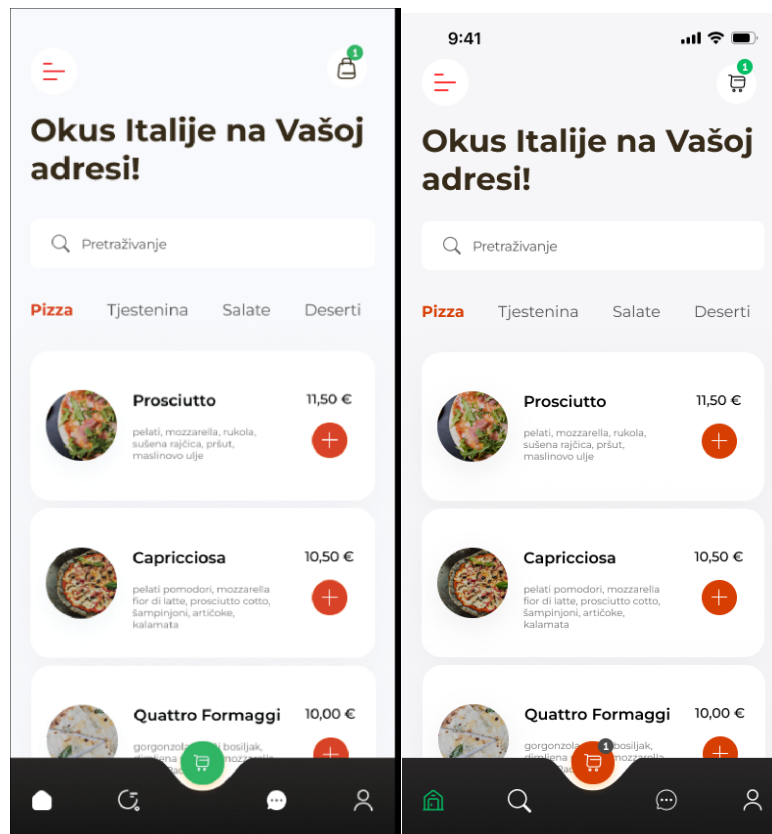 1
Okus Italije na Vašoj
adresi!
Pretraživanje
Pizza Tjestenina Salate Deserti
Prosciutto 11,50 €
pelati, mozzarella, rukola,
sušena rajčica, pršut,
maslinovo ulje
Capricciosa 10,50 €
pelati pomodori, mozzarella
fior di latte, prosciutto cotto,
šampinjoni, artičoke,
kalamata
Quattro Formaggi 10,00 €
gorgonzola bosiljak,
9:41
1
Okus Italije na Vašoj
adresi!
Pretraživanje
Pizza Tjestenina Salate Deserti
Prosciutto 11,50 €
pelati, mozzarella, rukola,
sušena rajčica, pršut,
maslinovo ulje
Capricciosa 10,50 €
pelati pomodori, mozzarella
fior di latte, prosciutto cotto,
šampinjoni, artičoke,
kalamata
Quattro Formaggi 10,00 €
gorgonzola bosiljak,
1